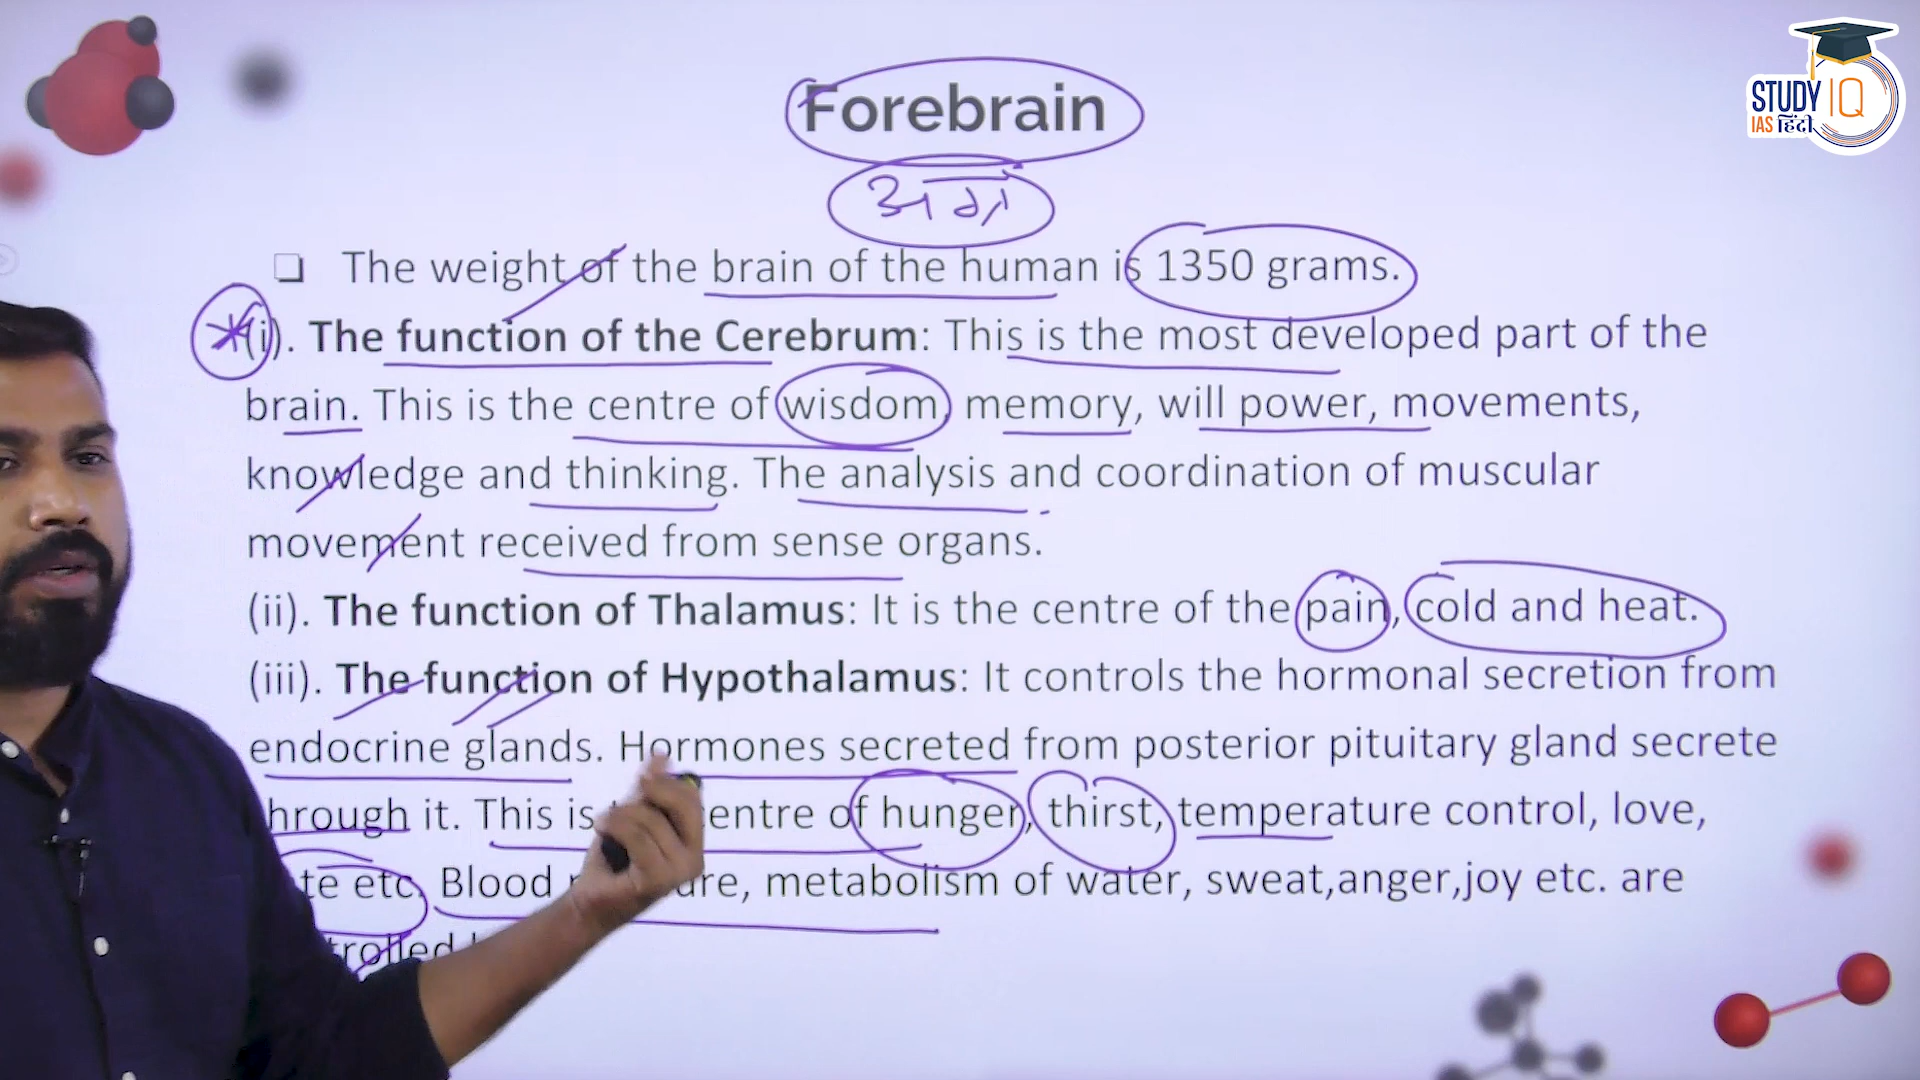 STUDY IQ
IAS हिंदी
Forebrain
अग्र
The weight of the brain of the human is 1350 grams.
(i). The function of the Cerebrum: This is the most developed part of the
brain. This is the centre of wisdom, memory, will power, movements,
knowledge and thinking. The analysis and coordination of muscular
movement received from sense organs.
(ii). The function of Thalamus: It is the centre of the pain, cold and heat.
(iii). The function of Hypothalamus: It controls the hormonal secretion from
endocrine glands. Hormones secreted from posterior pituitary gland secrete
hrough it. This is centre of hunger, thirst, temperature control, love,
te etc. Blood ure, metabolism of water, sweat,anger,joy etc. are
trolled